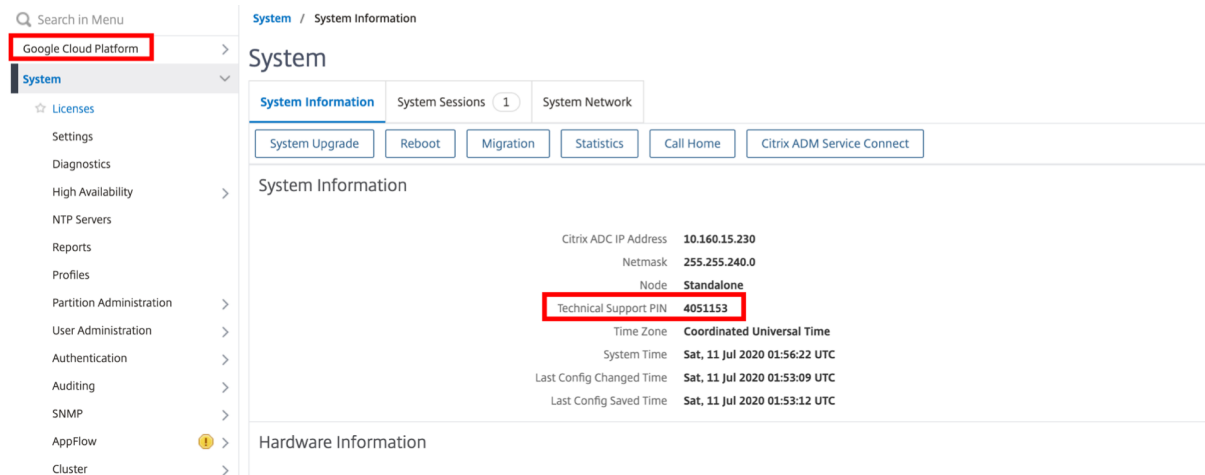 Search in Menu
Google Cloud Platform
System
Licenses
Settings
Diagnostics
High Availability
NTP Servers
Reports
Profiles
Partition Administration
User Administration
Authentication
Auditing
SNMP
AppFlow !
Cluster
System / System Information
System
System Information System Sessions 1 System Network
System Upgrade Reboot Migration Statistics Call Home Citrix ADM Service Connect
System Information
Citrix ADC IP Address 10.160.15.230
Netmask 255.255.240.0
Node Standalone
Technical Support PIN 4051153
Time Zone Coordinated Universal Time
System Time Sat, 11 Jul 2020 01:56:22 UTC
Last Config Changed Time Sat, 11 Jul 2020 01:53:09 UTC
Last Config Saved Time Sat, 11 Jul 2020 01:53:12 UTC
Hardware Information